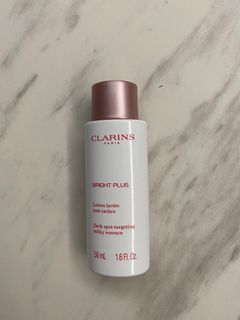 CLARINS
PARIS
BRIGHT PLUS
Lotion lactée
anti-taches
Dark spot-targeting
milky essence
50 mL 1.6 FL.Oz.